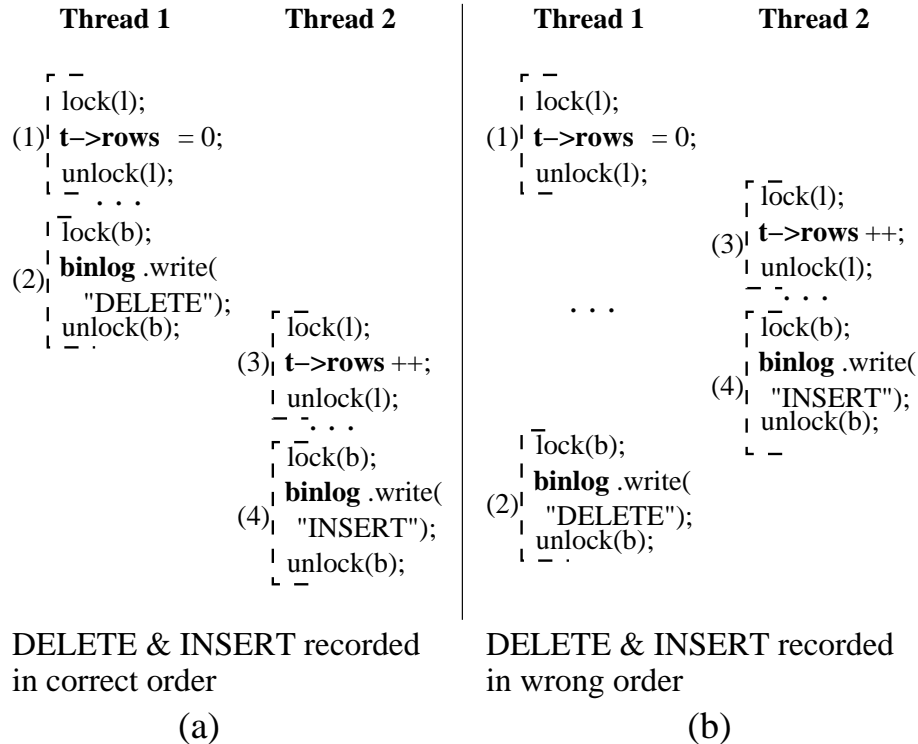 Thread 1 Thread 2
lock(l);
(1) t–>rows = 0;
unlock(l);
. . .
lock(b);
(2) binlog .write(
"DELETE");
unlock(b);
lock(l);
(3) t–>rows ++;
unlock(l);
. . .
lock(b);
binlog .write(
(4) "INSERT");
unlock(b);
DELETE & INSERT recorded
in correct order
(a)
Thread 1 Thread 2
lock(l);
(1) t–>rows = 0;
unlock(l);
lock(l);
(3) t–>rows ++;
unlock(l);
. . .
. . .
lock(b);
binlog .write(
(4) "INSERT");
unlock(b);
lock(b);
binlog .write(
(2) "DELETE");
unlock(b);
DELETE & INSERT recorded
in wrong order
(b)